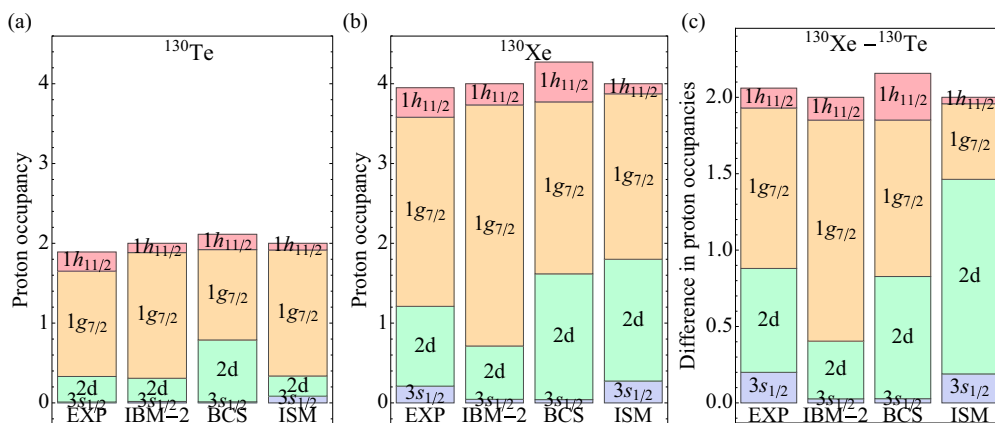 (a)
(b)
(c)
¹³⁰Te
¹³⁰Xe
¹³⁰Xe – ¹³⁰Te
Proton occupancy
4
3
2
1
0
1h₁₁/₂
1g₇/₂
2d
3s₁/₂
1h₁₁/₂
1g₇/₂
2d
3s₁/₂
1h₁₁/₂
1g₇/₂
2d
3s₁/₂
1h₁₁/₂
1g₇/₂
2d
3s₁/₂
EXP IBM−2 BCS ISM
Proton occupancy
4
3
2
1
0
1h₁₁/₂
1g₇/₂
2d
3s₁/₂
1h₁₁/₂
1g₇/₂
2d
3s₁/₂
1h₁₁/₂
1g₇/₂
2d
3s₁/₂
1h₁₁/₂
1g₇/₂
2d
3s₁/₂
EXP IBM−2 BCS ISM
Difference in proton occupancies
2.0
1.5
1.0
0.5
0.0
1h₁₁/₂
1g₇/₂
2d
3s₁/₂
1h₁₁/₂
1g₇/₂
2d
3s₁/₂
1h₁₁/₂
1g₇/₂
2d
3s₁/₂
1h₁₁/₂
1g₇/₂
2d
3s₁/₂
EXP IBM−2 BCS ISM